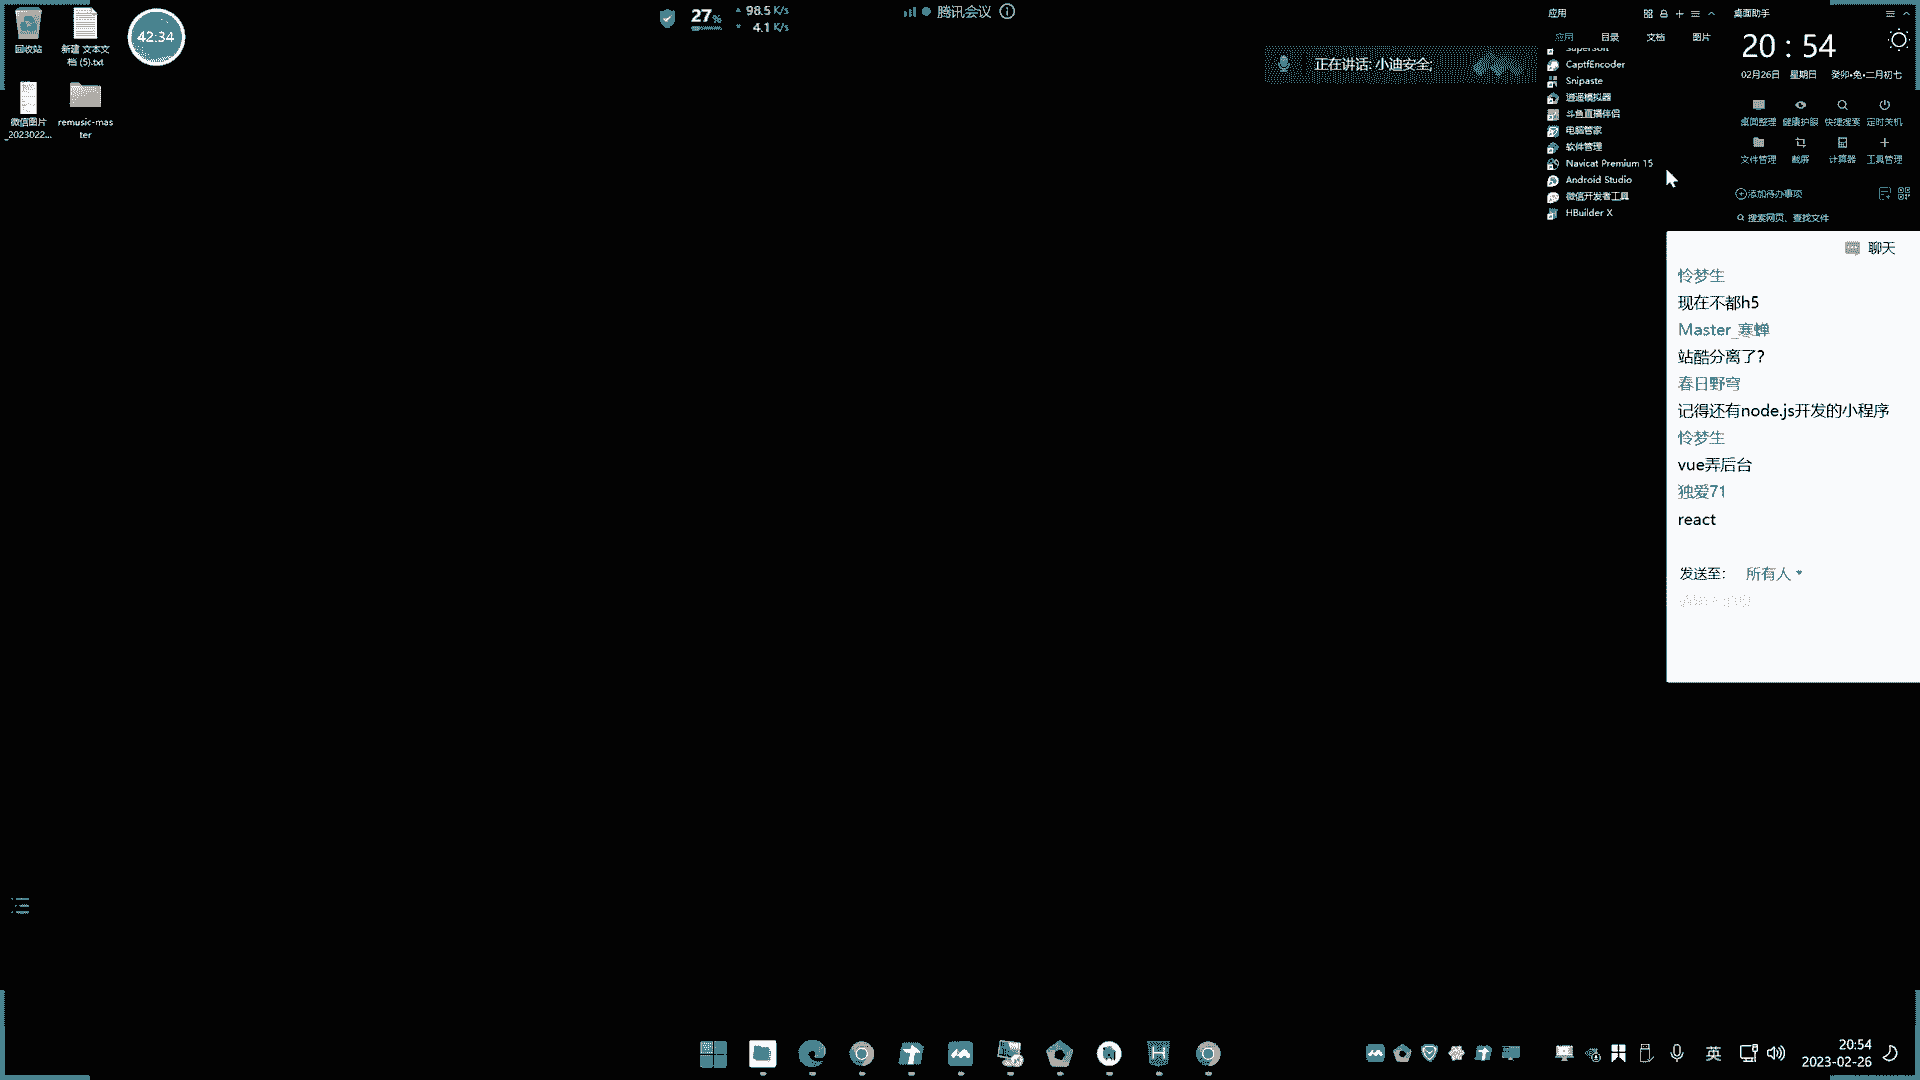 回收站
新建 文本文
档 (5).txt
42:34
微信图片
_2023022...
remusic-mas
ter
27%
98.5 K/s
4.1 K/s
腾讯会议
正在讲话: 小迪安全;
应用
应用 目录 文档 图片
CaptfEncoder
Snipaste
逍遥模拟器
斗鱼直播伴侣
电脑管家
软件管理
Navicat Premium 15
Android Studio
微信开发者工具
HBuilder X
桌面助手
20 : 54
02月26日 星期日 癸卯•兔•二月初七
桌面整理 健康护眼 快捷搜索 定时关机
文件管理 截屏 计算器 工具管理
添加待办事项
搜索网页、查找文件
聊天
怜梦生
现在不都h5
Master_寒蝉
站酷分离了?
春日野穹
记得还有node.js开发的小程序
怜梦生
vue弄后台
独爱71
react
发送至: 所有人
英
20:54
2023-02-26